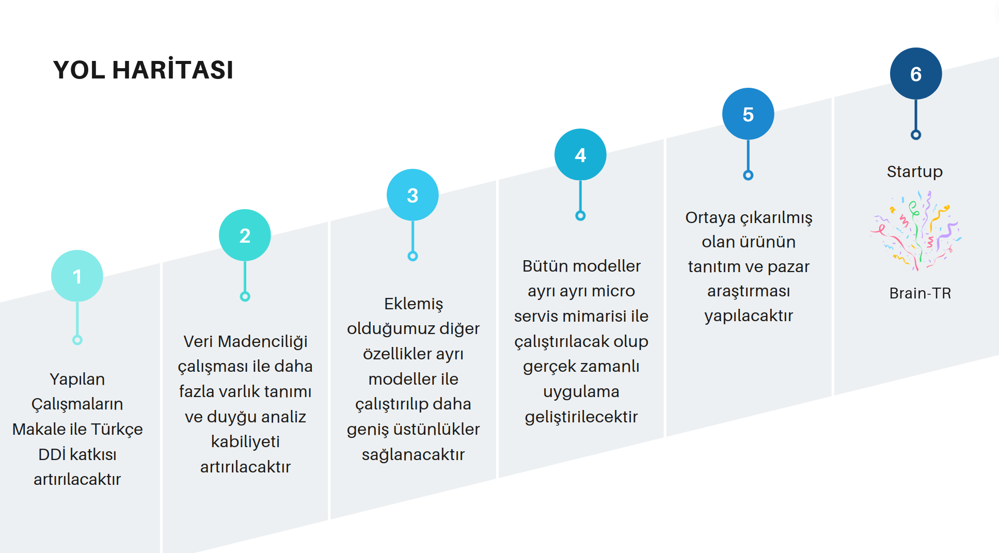 YOL HARİTASI
1
Yapılan
Çalışmaların
Makale ile Türkçe
DDİ katkısı
artırılacaktır
2
Veri Madenciliği
çalışması ile daha
fazla varlık tanımı
ve duyğu analiz
kabiliyeti
artırılacaktır
3
Eklemiş
olduğumuz diğer
özellikler ayrı
modeller ile
çalıştırılıp daha
geniş üstünlükler
sağlanacaktır
4
Bütün modeller
ayrı ayrı micro
servis mimarisi ile
çalıştırılacak olup
gerçek zamanlı
uygulama
geliştirilecektir
5
Ortaya çıkarılmış
olan ürünün
tanıtım ve pazar
araştırması
yapılacaktır
6
Startup
Brain-TR